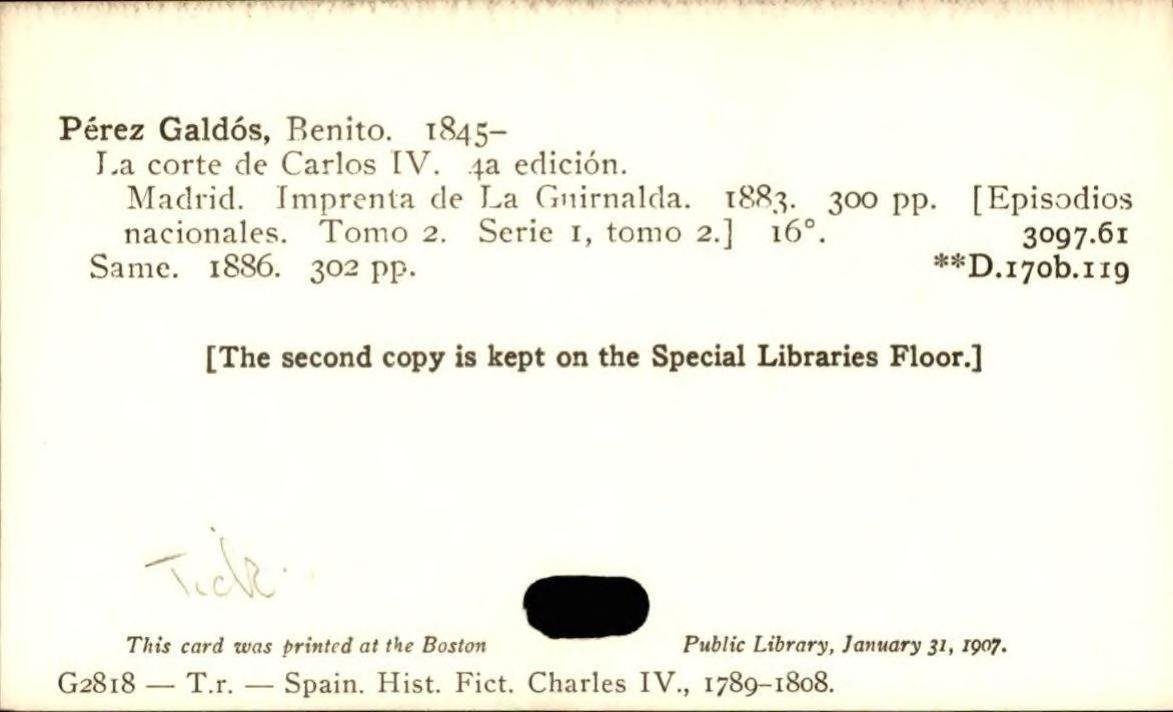 Pérez Galdós, Benito. 1845–
La corte de Carlos IV. 4a edición.
Madrid. Imprenta de La Guirnalda. 1883. 300 pp. [Episodios
nacionales. Tomo 2. Serie 1, tomo 2.] 16°. 3097.61
Same. 1886. 302 pp. **D.170b.119
[The second copy is kept on the Special Libraries Floor.]
This card was printed at the Boston Public Library, January 31, 1907.
G2818 — T.r. — Spain. Hist. Fict. Charles IV., 1789–1808.